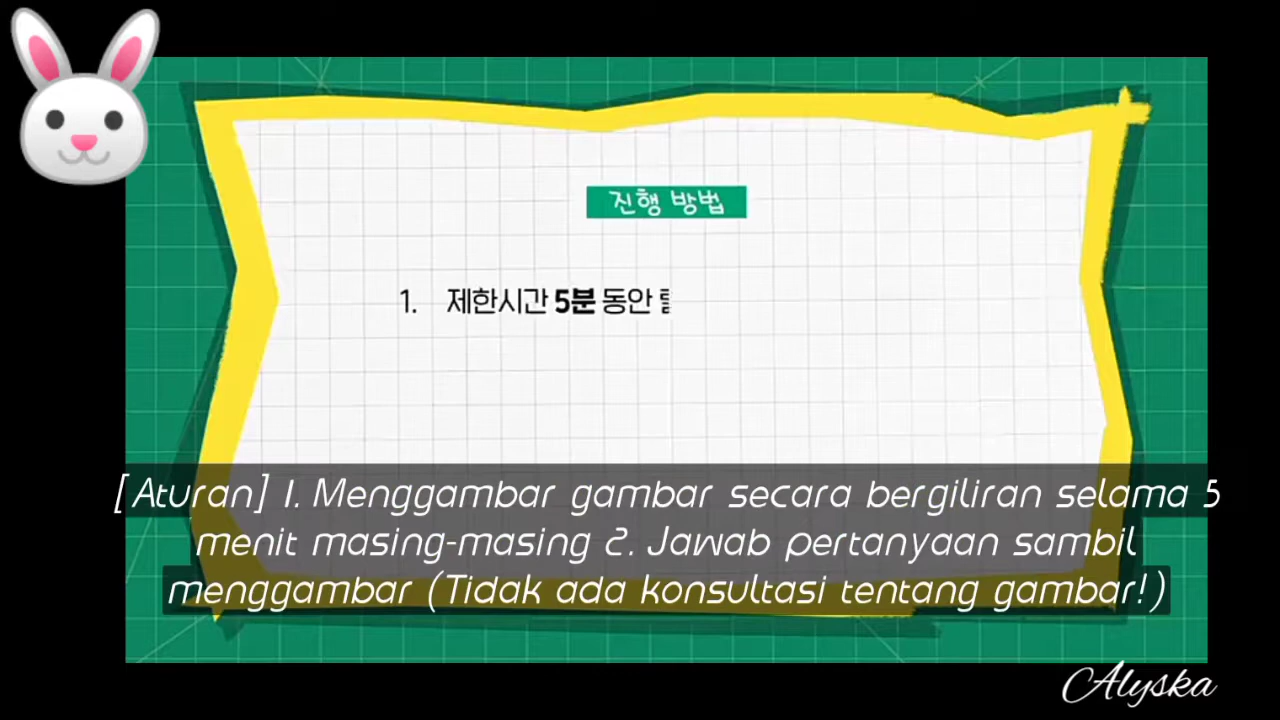 진행 방법
1. 제한시간 5분 동안
[Aturan] 1. Menggambar gambar secara bergiliran selama 5
menit masing-masing 2. Jawab pertanyaan sambil
menggambar (Tidak ada konsultasi tentang gambar!)
Alyska